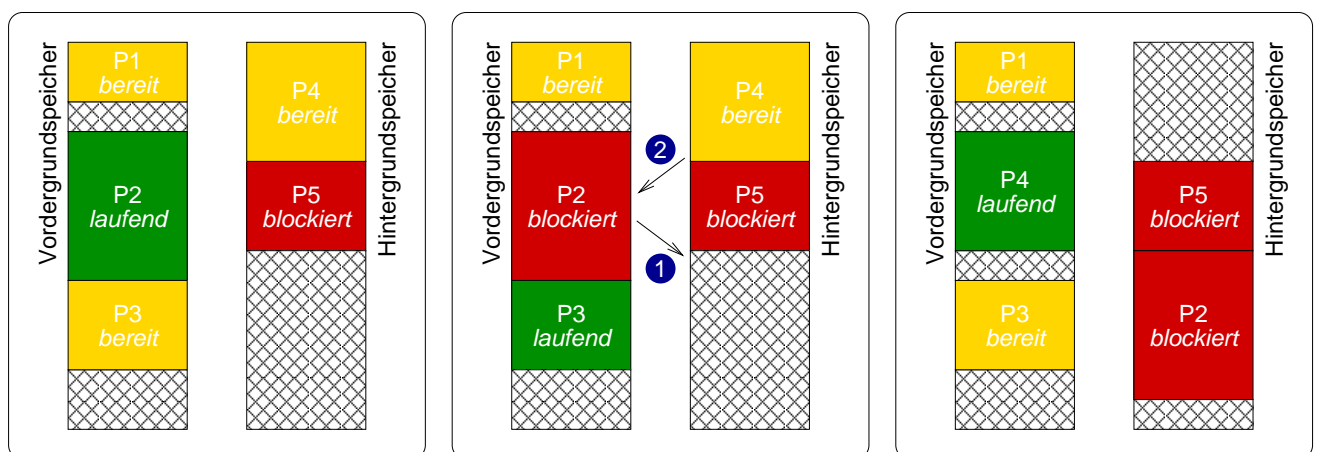 Vordergrundspeicher
P1
bereit
P2
laufend
P3
bereit
P4
bereit
P5
blockiert
Hintergrundspeicher
Vordergrundspeicher
P1
bereit
P2
blockiert
P3
laufend
2
1
P4
bereit
P5
blockiert
Hintergrundspeicher
Vordergrundspeicher
P1
bereit
P4
laufend
P3
bereit
P5
blockiert
P2
blockiert
Hintergrundspeicher